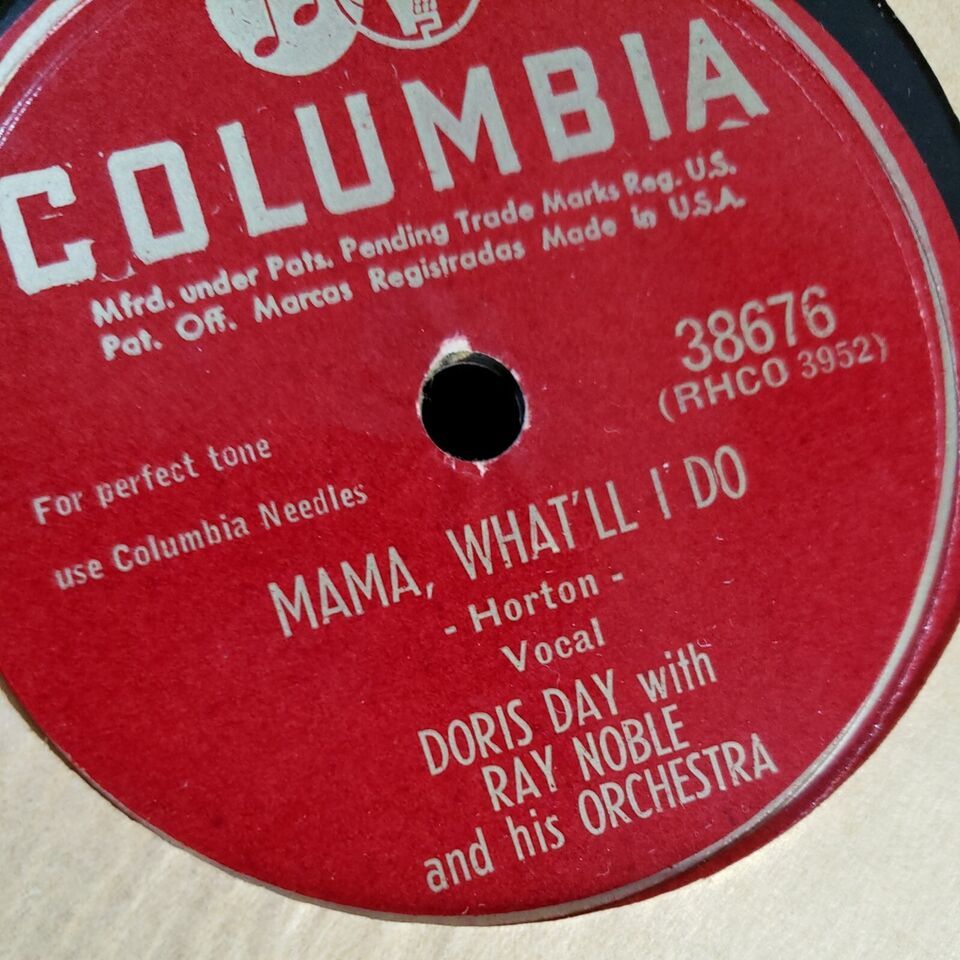 COLUMBIA
Mfrd. under Pats. Pending Trade Marks Reg. U.S.
Pat. Off. Marcas Registradas Made in U.S.A.
38676
(RHCO 3952)
For perfect tone
use Columbia Needles
MAMA, WHAT'LL I DO
- Horton -
Vocal
DORIS DAY with
RAY NOBLE
and his ORCHESTRA